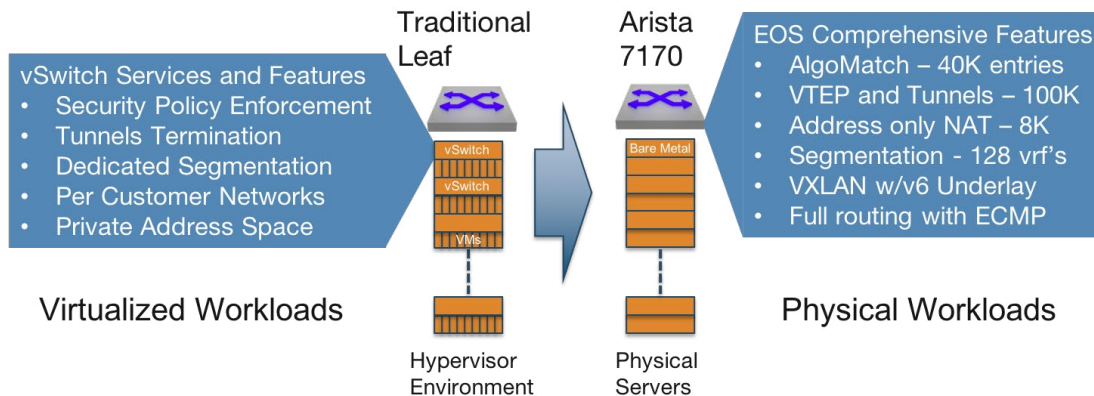 Traditional
Leaf
Arista
7170
vSwitch Services and Features
• Security Policy Enforcement
• Tunnels Termination
• Dedicated Segmentation
• Per Customer Networks
• Private Address Space
vSwitch
vSwitch
VMs
Bare Metal
EOS Comprehensive Features
• AlgoMatch – 40K entries
• VTEP and Tunnels – 100K
• Address only NAT – 8K
• Segmentation - 128 vrf's
• VXLAN w/v6 Underlay
• Full routing with ECMP
Virtualized Workloads
Physical Workloads
Hypervisor
Environment
Physical
Servers